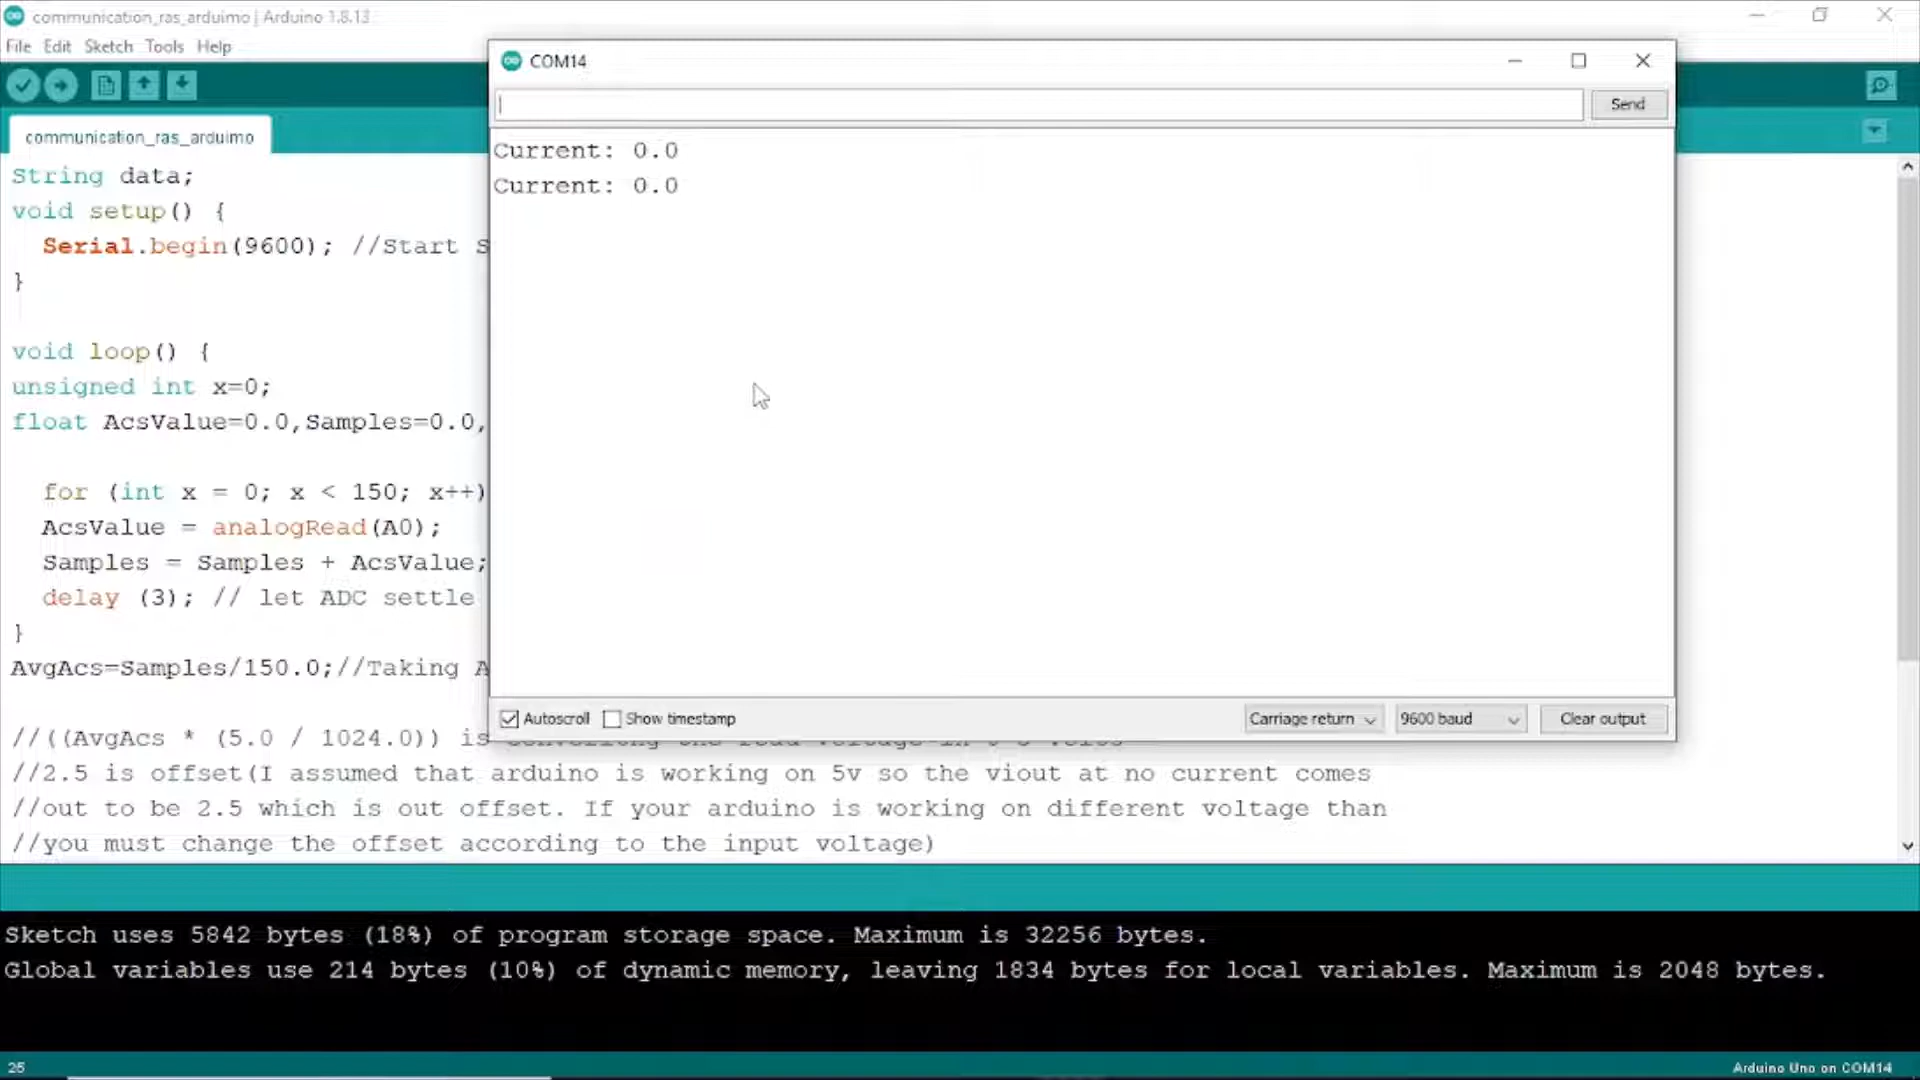 communication_ras_arduimo | Arduino 1.8.13
File Edit Sketch Tools Help
COM14
Send
communication_ras_arduimo
Current: 0.0
Current: 0.0
String data;
void setup() {
Serial.begin(9600); //Start S
}
void loop() {
unsigned int x=0;
float AcsValue=0.0,Samples=0.0,
for (int x = 0; x < 150; x++)
AcsValue = analogRead(A0);
Samples = Samples + AcsValue;
delay (3); // let ADC settle
}
AvgAcs=Samples/150.0;//Taking A
Autoscroll Show timestamp Carriage return 9600 baud Clear output
//((AvgAcs * (5.0 / 1024.0)) is
//2.5 is offset(I assumed that arduino is working on 5v so the viout at no current comes
//out to be 2.5 which is out offset. If your arduino is working on different voltage than
//you must change the offset according to the input voltage)
Sketch uses 5842 bytes (18%) of program storage space. Maximum is 32256 bytes.
Global variables use 214 bytes (10%) of dynamic memory, leaving 1834 bytes for local variables. Maximum is 2048 bytes.
25 Arduino Uno on COM14